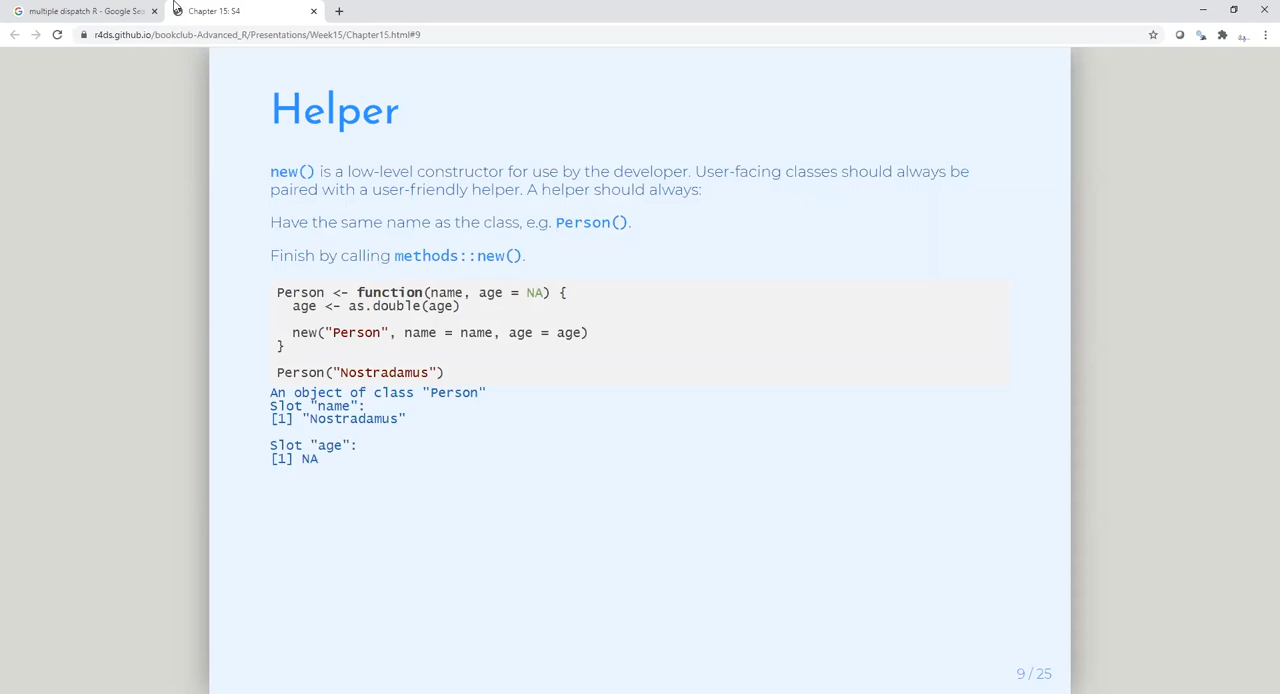 multiple dispatch R - Google Sea
Chapter 15: S4
r4ds.github.io/bookclub-Advanced_R/Presentations/Week15/Chapter15.html#9
Helper
new() is a low-level constructor for use by the developer. User-facing classes should always be
paired with a user-friendly helper. A helper should always:
Have the same name as the class, e.g. Person().
Finish by calling methods::new().
Person <- function(name, age = NA) {
  age <- as.double(age)
  new("Person", name = name, age = age)
}
Person("Nostradamus")
An object of class "Person"
Slot "name":
[1] "Nostradamus"
Slot "age":
[1] NA
9 / 25